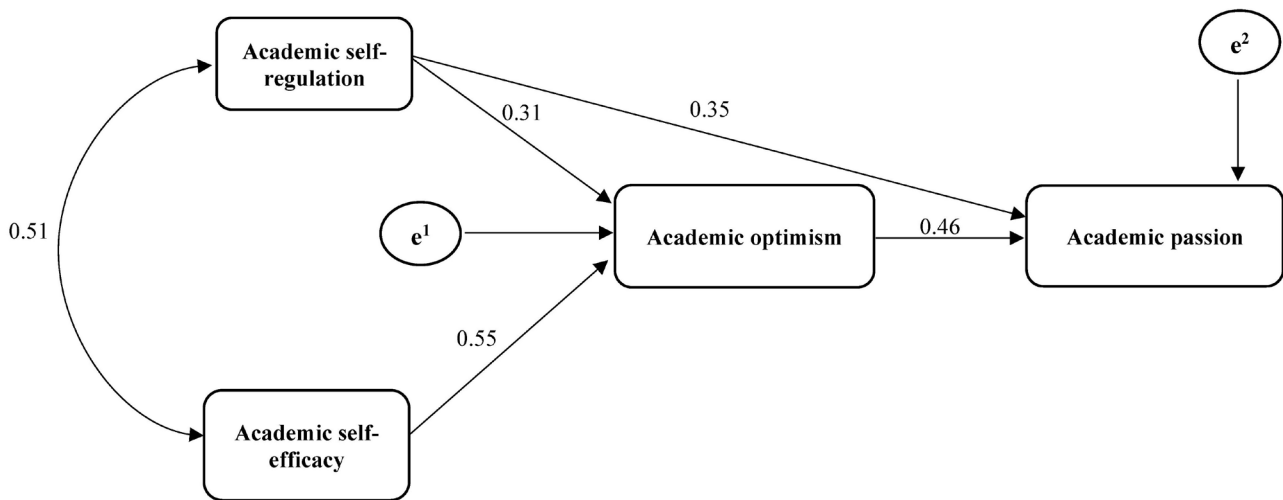 Academic self-
regulation
e²
0.31
0.35
0.51
e¹
Academic optimism
0.46
Academic passion
0.55
Academic self-
efficacy